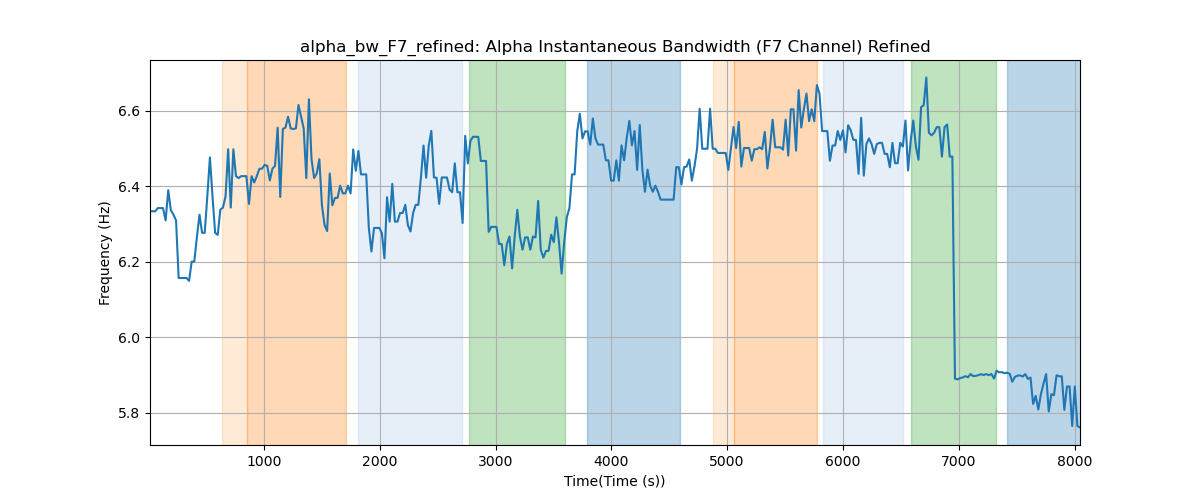 alpha_bw_F7_refined: Alpha Instantaneous Bandwidth (F7 Channel) Refined
Frequency (Hz)
6.6
6.4
6.2
6.0
5.8
1000 2000 3000 4000 5000 6000 7000 8000
Time(Time (s))